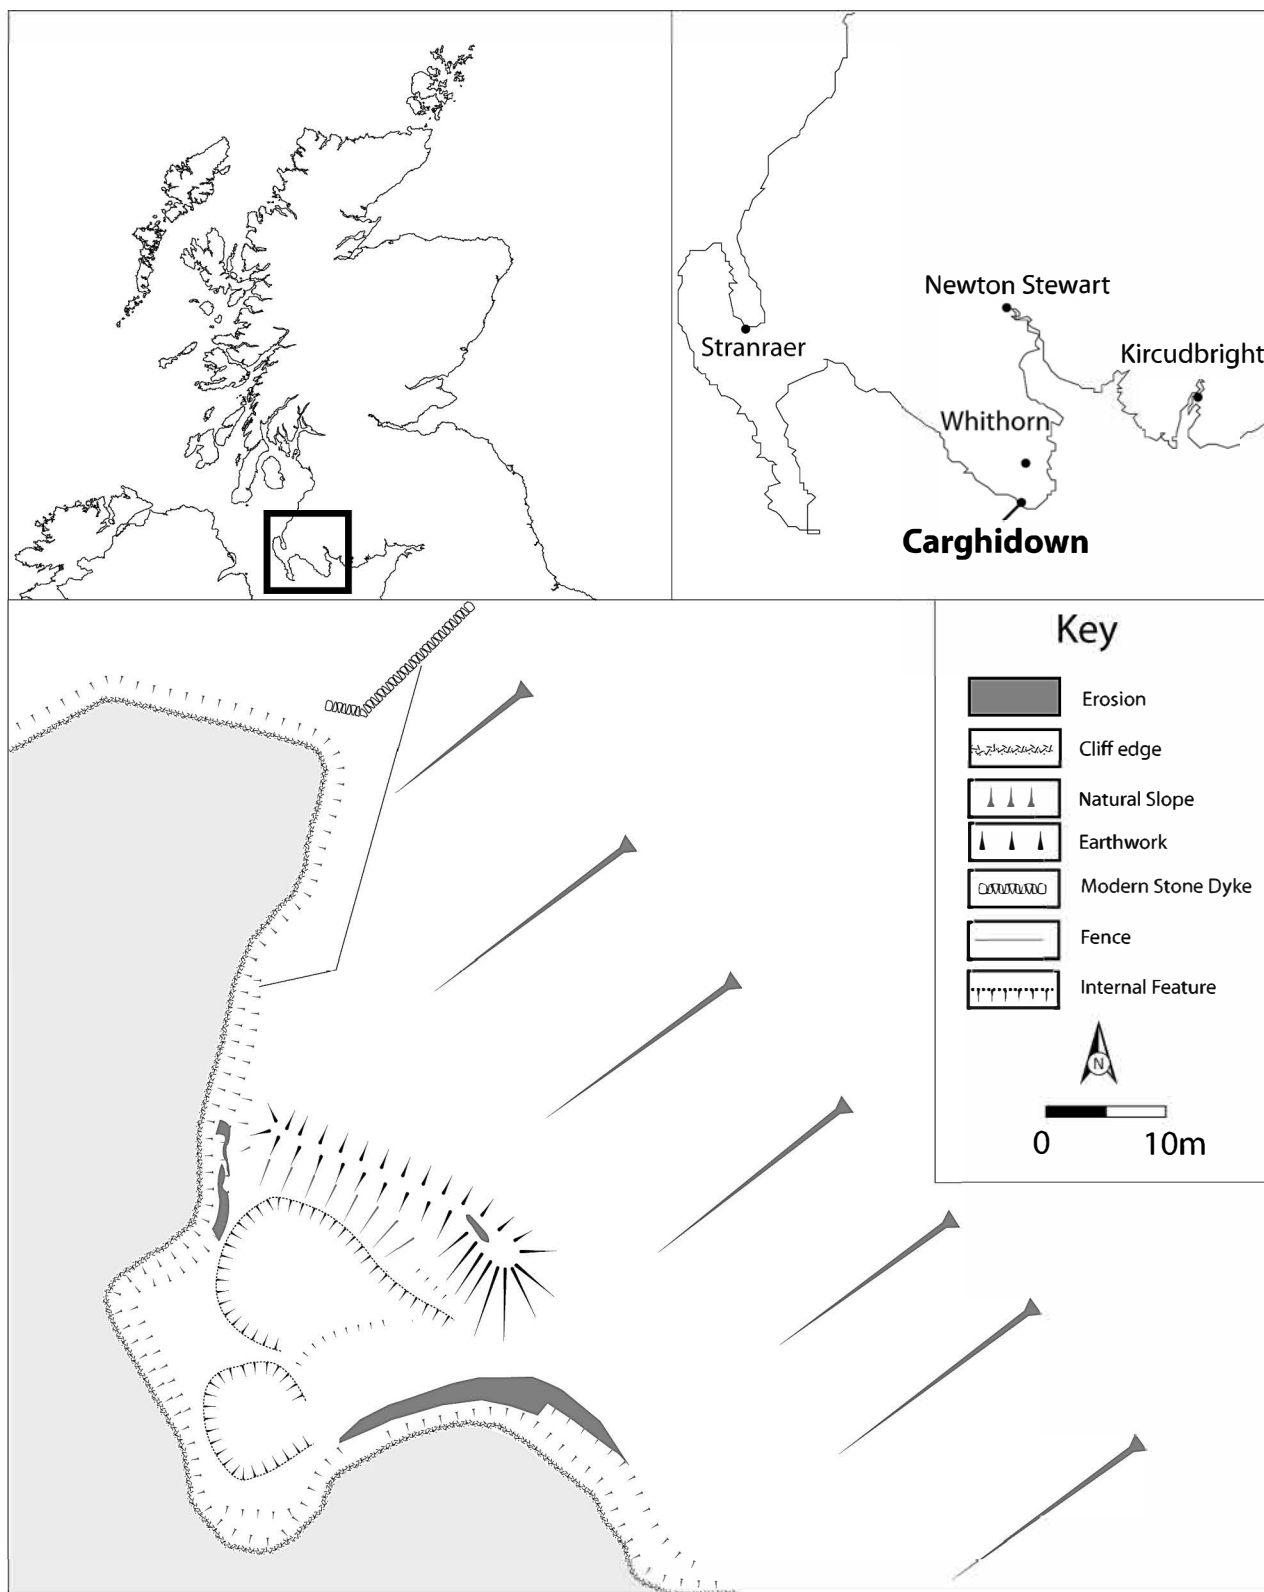 Newton Stewart
Stranraer
Kircudbright
Whithorn
Carghidown
Key
Erosion
Cliff edge
Natural Slope
Earthwork
Modern Stone Dyke
Fence
Internal Feature
N
0 10m